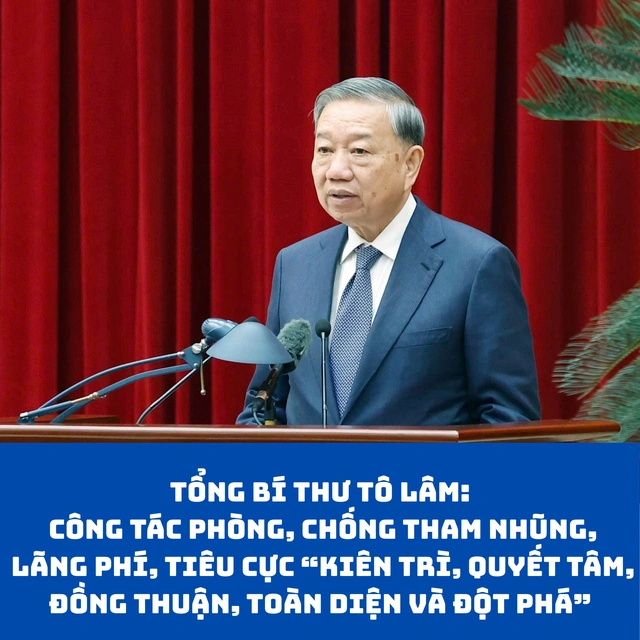 TỔNG BÍ THƯ TÔ LÂM:
CÔNG TÁC PHÒNG, CHỐNG THAM NHŨNG,
LÃNG PHÍ, TIÊU CỰC “KIÊN TRÌ, QUYẾT TÂM,
ĐỒNG THUẬN, TOÀN DIỆN VÀ ĐỘT PHÁ”